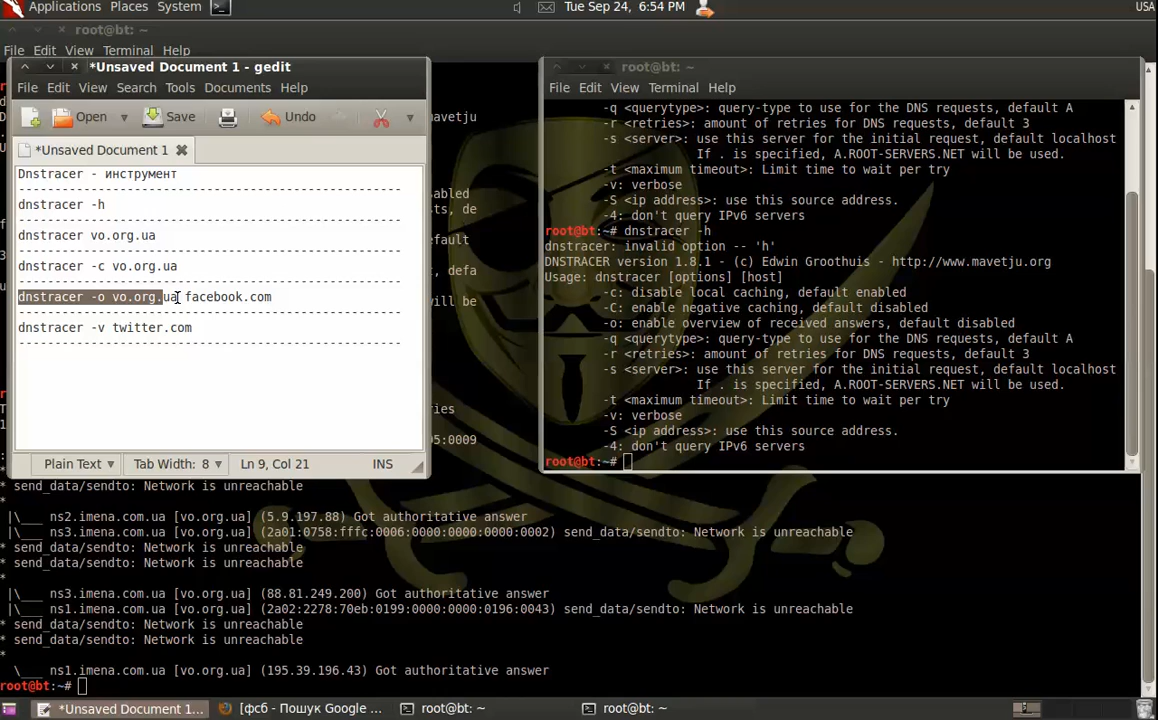 Applications Places System
Tue Sep 24, 6:54 PM
USA
root@bt: ~
File Edit View Terminal Help
*Unsaved Document 1 - gedit
File Edit View Search Tools Documents Help
Open Save Undo
*Unsaved Document 1
Dnstracer - инструмент
--------------------------------------------------
dnstracer -h
--------------------------------------------------
dnstracer vo.org.ua
--------------------------------------------------
dnstracer -c vo.org.ua
--------------------------------------------------
dnstracer -o vo.org.ua facebook.com
--------------------------------------------------
dnstracer -v twitter.com
--------------------------------------------------
Plain Text Tab Width: 8 Ln 9, Col 21 INS
root@bt: ~
File Edit View Terminal Help
-q <querytype>: query-type to use for the DNS requests, default A
-r <retries>: amount of retries for DNS requests, default 3
-s <server>: use this server for the initial request, default localhost
If . is specified, A.ROOT-SERVERS.NET will be used.
-t <maximum timeout>: Limit time to wait per try
-v: verbose
-S <ip address>: use this source address.
-4: don't query IPv6 servers
root@bt:~# dnstracer -h
dnstracer: invalid option -- 'h'
DNSTRACER version 1.8.1 - (c) Edwin Groothuis - http://www.mavetju.org
Usage: dnstracer [options] [host]
-c: disable local caching, default enabled
-C: enable negative caching, default disabled
-o: enable overview of received answers, default disabled
-q <querytype>: query-type to use for the DNS requests, default A
-r <retries>: amount of retries for DNS requests, default 3
-s <server>: use this server for the initial request, default localhost
If . is specified, A.ROOT-SERVERS.NET will be used.
-t <maximum timeout>: Limit time to wait per try
-v: verbose
-S <ip address>: use this source address.
-4: don't query IPv6 servers
root@bt:~#
* send_data/sendto: Network is unreachable
*
|\___ ns2.imena.com.ua [vo.org.ua] (5.9.197.88) Got authoritative answer
|\___ ns3.imena.com.ua [vo.org.ua] (2a01:0758:fffc:0006:0000:0000:0000:0002) send_data/sendto: Network is unreachable
* send_data/sendto: Network is unreachable
* send_data/sendto: Network is unreachable
*
|\___ ns3.imena.com.ua [vo.org.ua] (88.81.249.200) Got authoritative answer
|\___ ns1.imena.com.ua [vo.org.ua] (2a02:2278:70eb:0199:0000:0000:0196:0043) send_data/sendto: Network is unreachable
* send_data/sendto: Network is unreachable
* send_data/sendto: Network is unreachable
*
\___ ns1.imena.com.ua [vo.org.ua] (195.39.196.43) Got authoritative answer
root@bt:~#
*Unsaved Document 1... [фсб - Пошук Google ... root@bt: ~ root@bt: ~